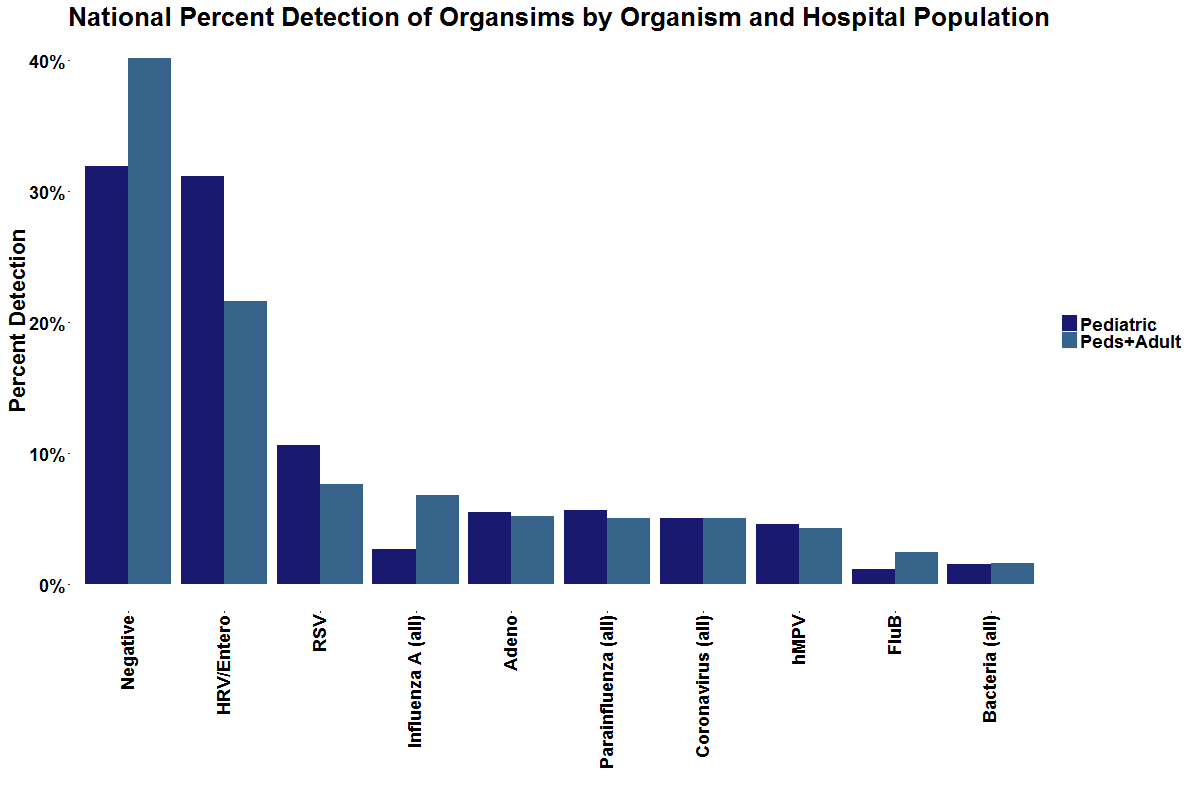 National Percent Detection of Organsims by Organism and Hospital Population
Percent Detection
40%
30%
20%
10%
0%
Negative
HRV/Entero
RSV
Influenza A (all)
Adeno
Parainfluenza (all)
Coronavirus (all)
hMPV
FluB
Bacteria (all)
Pediatric
Peds+Adult